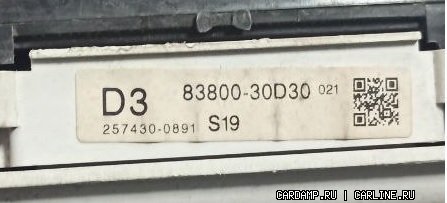 D3 83800-30D30 021
257430-0891 S19
CARDAMP.RU | CARLINE.RU